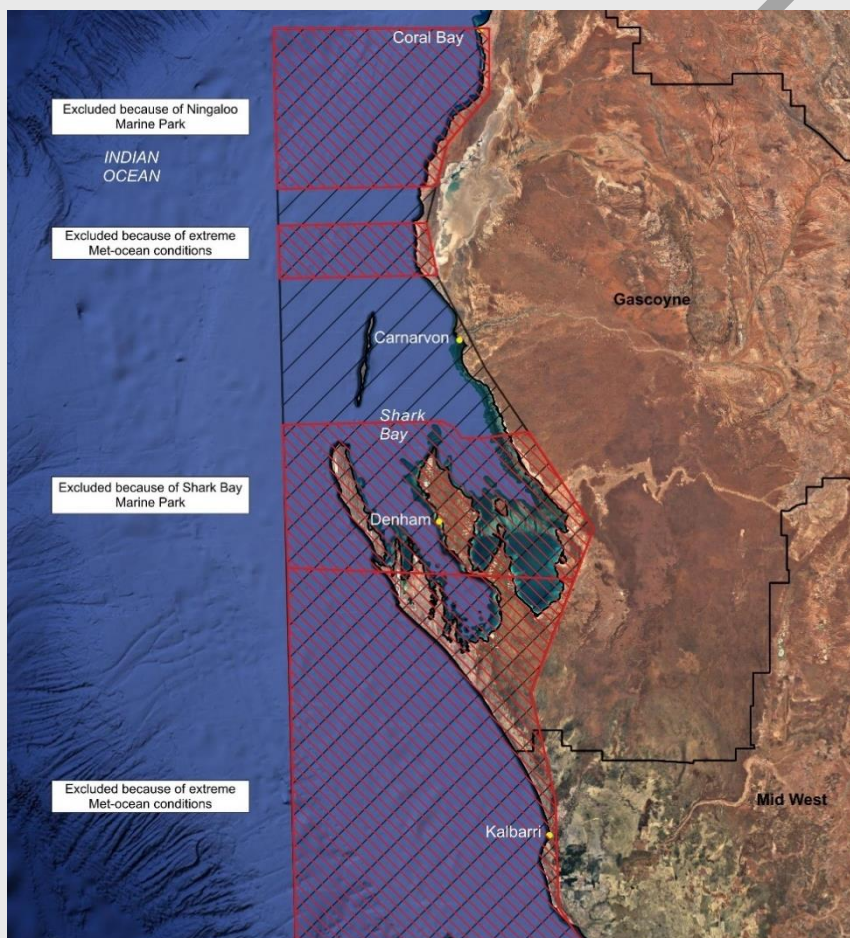 Coral Bay
Excluded because of Ningaloo
Marine Park
INDIAN
OCEAN
Excluded because of extreme
Met-ocean conditions
Gascoyne
Carnarvon
Shark
Bay
Excluded because of Shark Bay
Marine Park
Denham
Excluded because of extreme
Met-ocean conditions
Mid West
Kalbarri